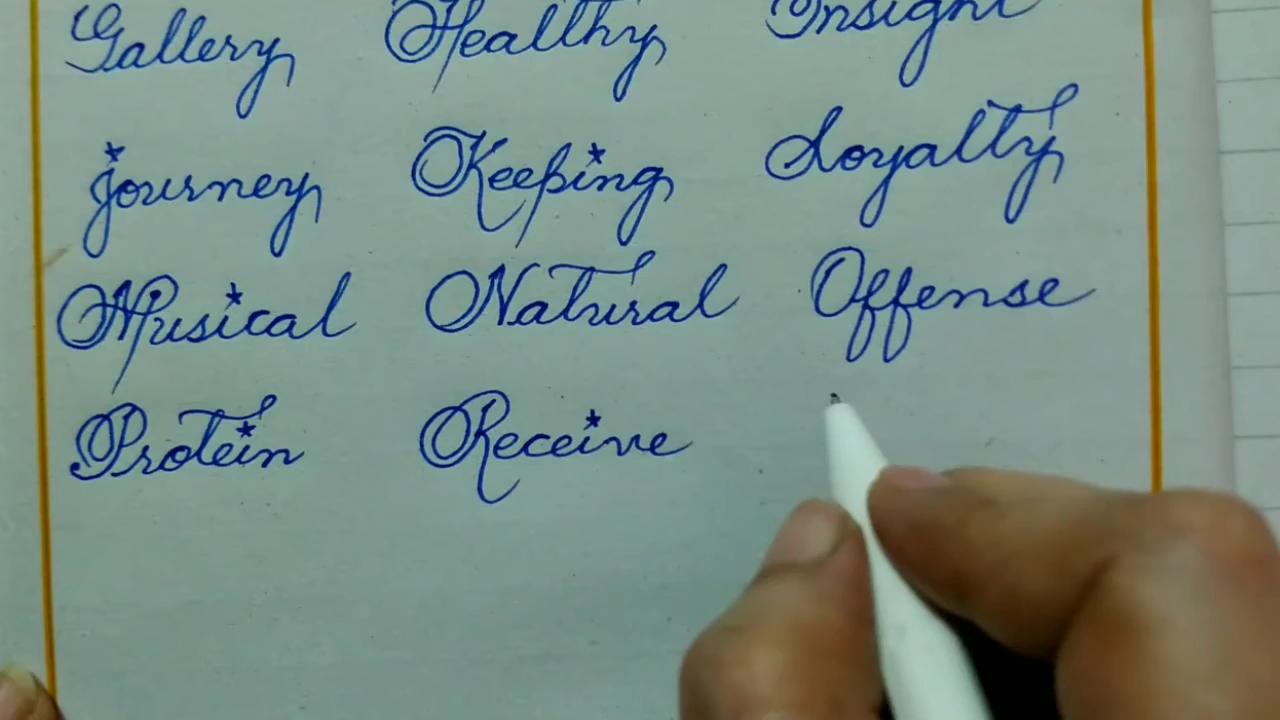 Gallery Healthy Insight
journey Keeping Loyalty
Musical Natural Offense
Protein Receive